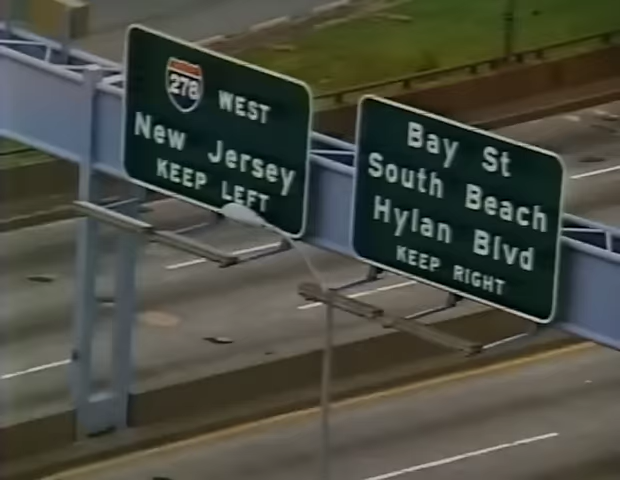 278 WEST
New Jersey
KEEP LEFT
Bay St
South Beach
Hylan Blvd
KEEP RIGHT